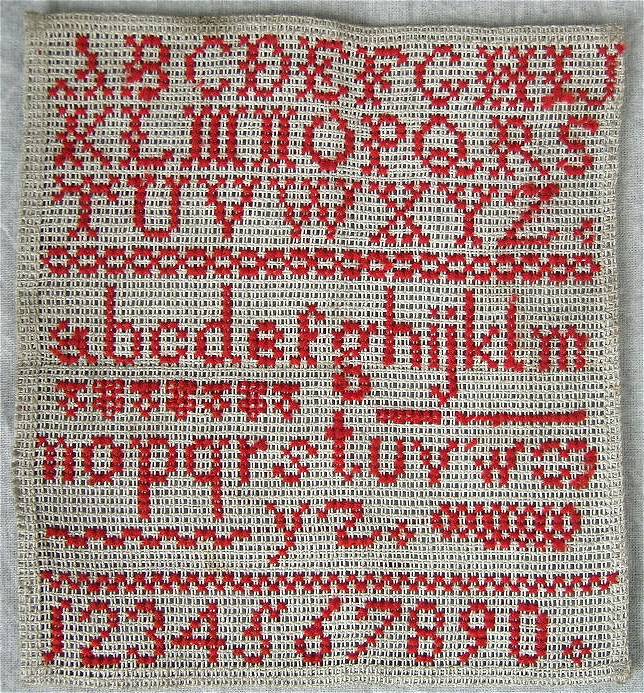 ABCDEFGHIJ
KLMNOPQRS
TUVWXYZ.
abcdefghijklm
nopqrstuvwx
yz.
1234567890.